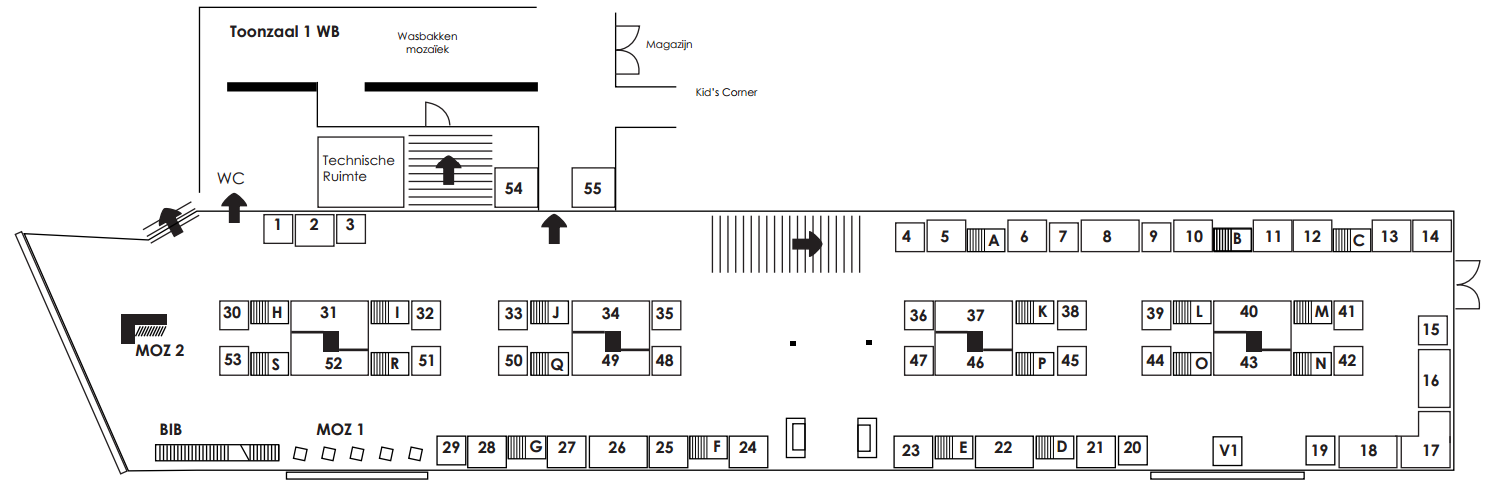 Toonzaal 1 WB
Wasbakken
mozaïek
Magazijn
Kid's Corner
Technische
Ruimte
WC
54
55
1
2
3
4
5
A
6
7
8
9
10
B
11
12
C
13
14
30
H
31
I
32
33
J
34
35
36
37
K
38
39
L
40
M
41
15
MOZ 2
53
S
52
R
51
50
Q
49
48
47
46
P
45
44
O
43
N
42
16
BIB
MOZ 1
29
28
G
27
26
25
F
24
23
E
22
D
21
20
V1
19
18
17